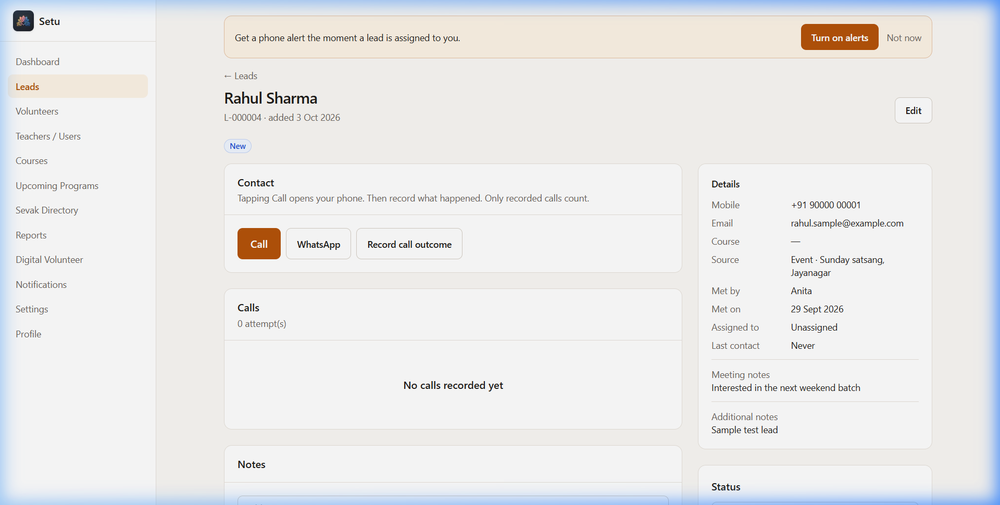 Setu
Dashboard
Leads
Volunteers
Teachers / Users
Courses
Upcoming Programs
Sevak Directory
Reports
Digital Volunteer
Notifications
Settings
Profile
Get a phone alert the moment a lead is assigned to you.
Turn on alerts
Not now
← Leads
Rahul Sharma
L-000004 · added 3 Oct 2026
Edit
New
Contact
Tapping Call opens your phone. Then record what happened. Only recorded calls count.
Call
WhatsApp
Record call outcome
Calls
0 attempt(s)
No calls recorded yet
Notes
Details
Mobile +91 90000 00001
Email rahul.sample@example.com
Course —
Source Event · Sunday satsang,
Jayanagar
Met by Anita
Met on 29 Sept 2026
Assigned to Unassigned
Last contact Never
Meeting notes
Interested in the next weekend batch
Additional notes
Sample test lead
Status